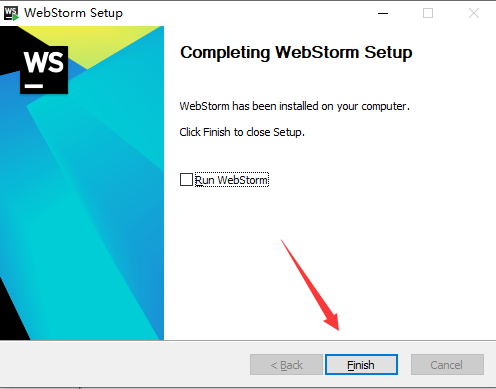 WS
WebStorm Setup
WS
Completing WebStorm Setup
WebStorm has been installed on your computer.
Click Finish to close Setup.
Run WebStorm
< Back
Finish
Cancel